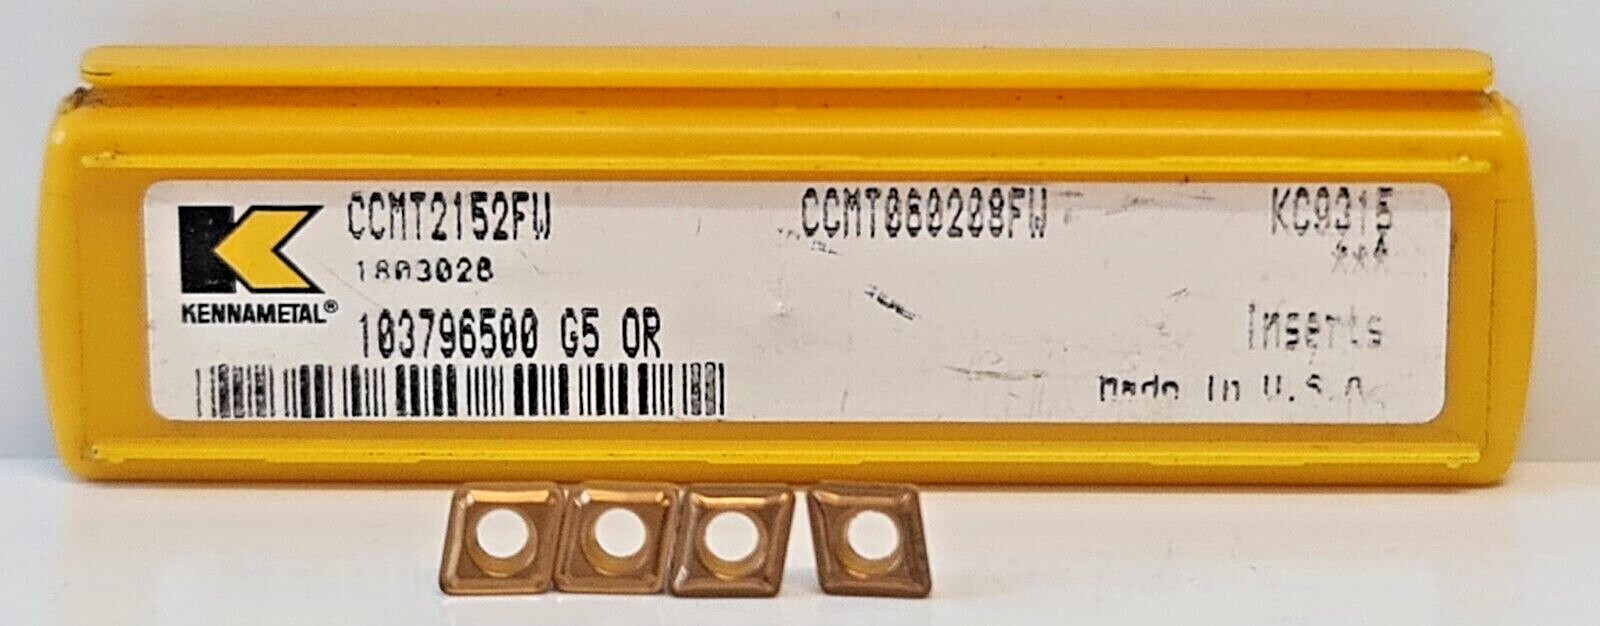 CCMT2152FW CCMT060208FW KC9315
1803028 ***
KENNAMETAL®
103796500 G5 OR
Inserts
Made in U.S.A.